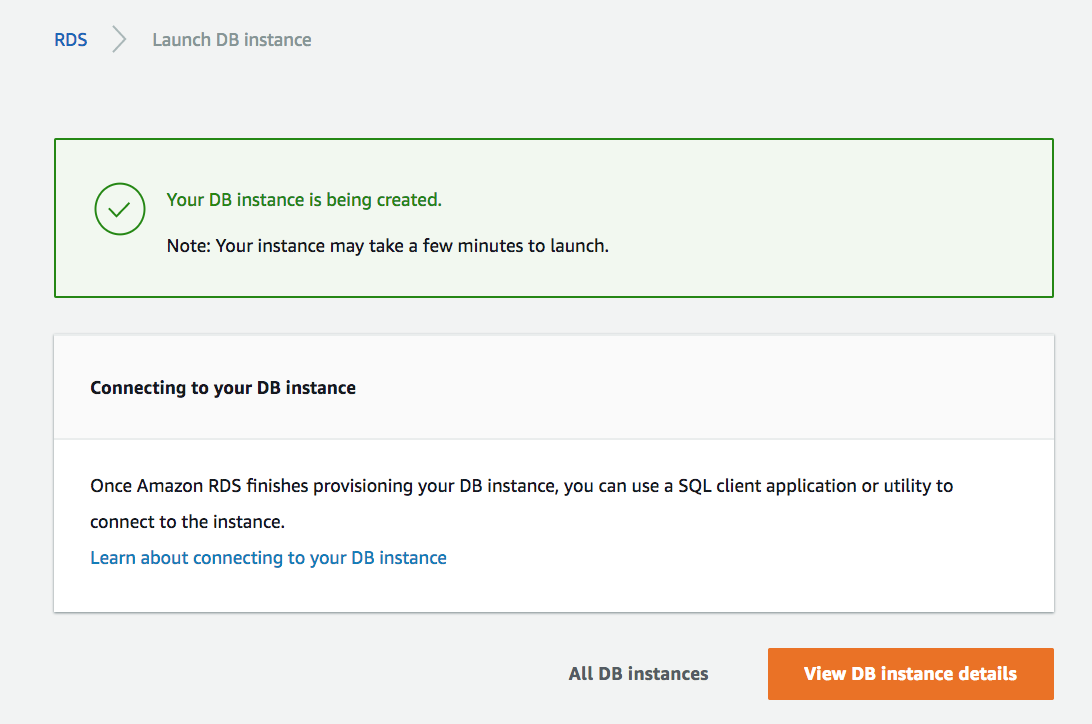 RDS Launch DB instance
Your DB instance is being created.
Note: Your instance may take a few minutes to launch.
Connecting to your DB instance
Once Amazon RDS finishes provisioning your DB instance, you can use a SQL client application or utility to
connect to the instance.
Learn about connecting to your DB instance
All DB instances View DB instance details